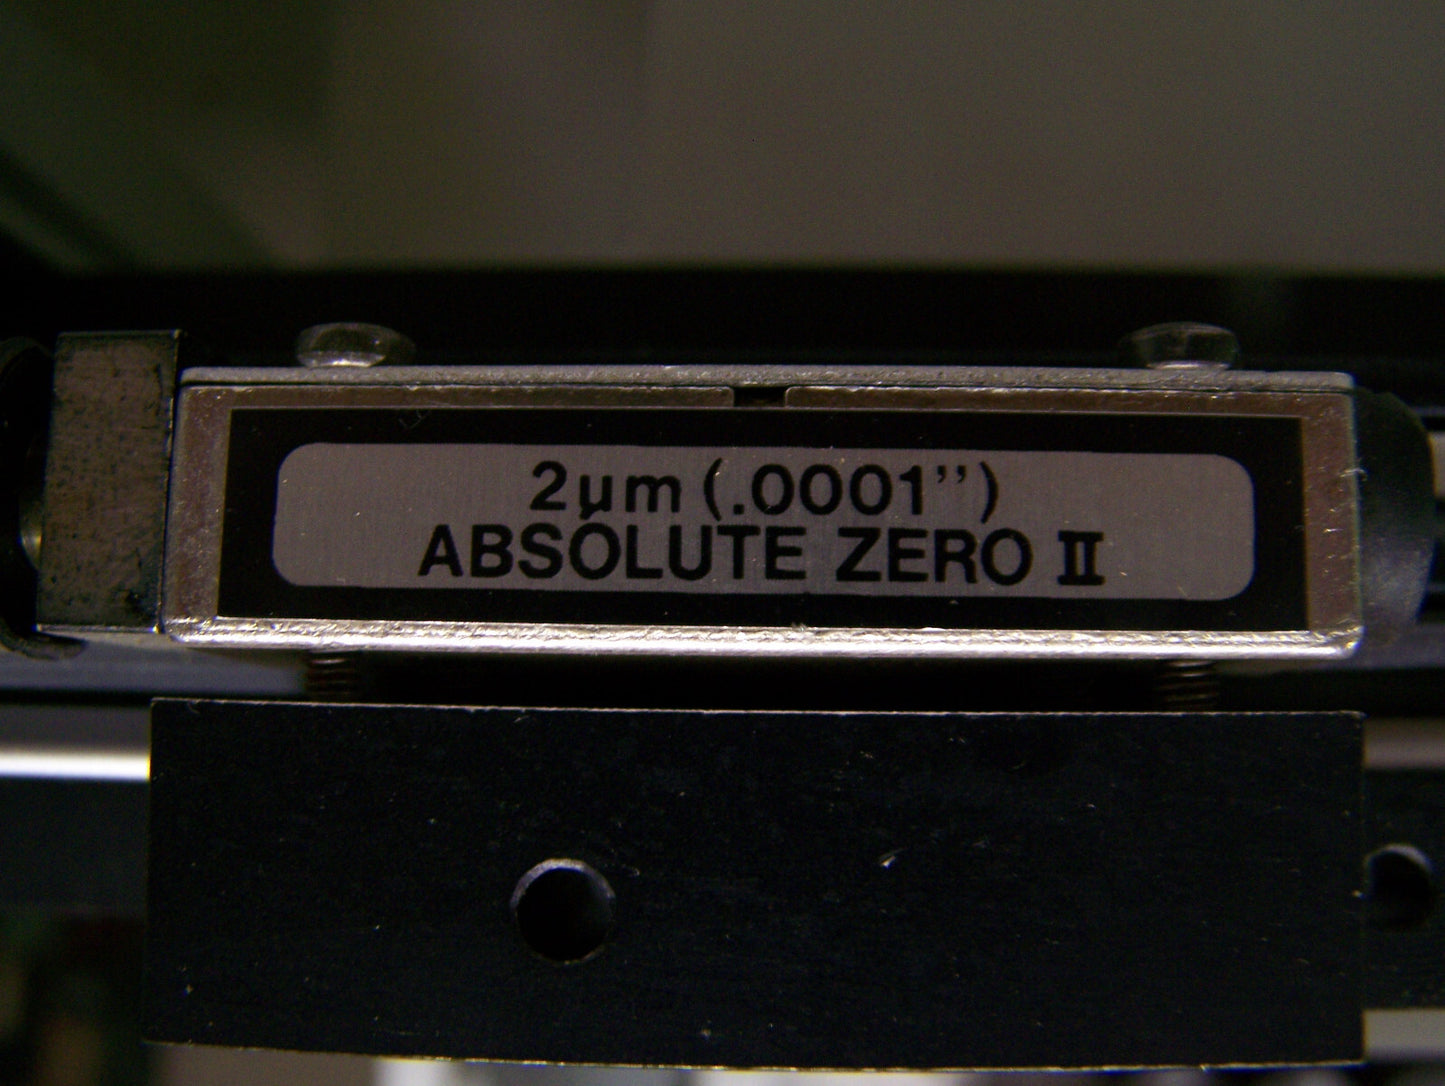 2µm (.0001'')
ABSOLUTE ZERO II